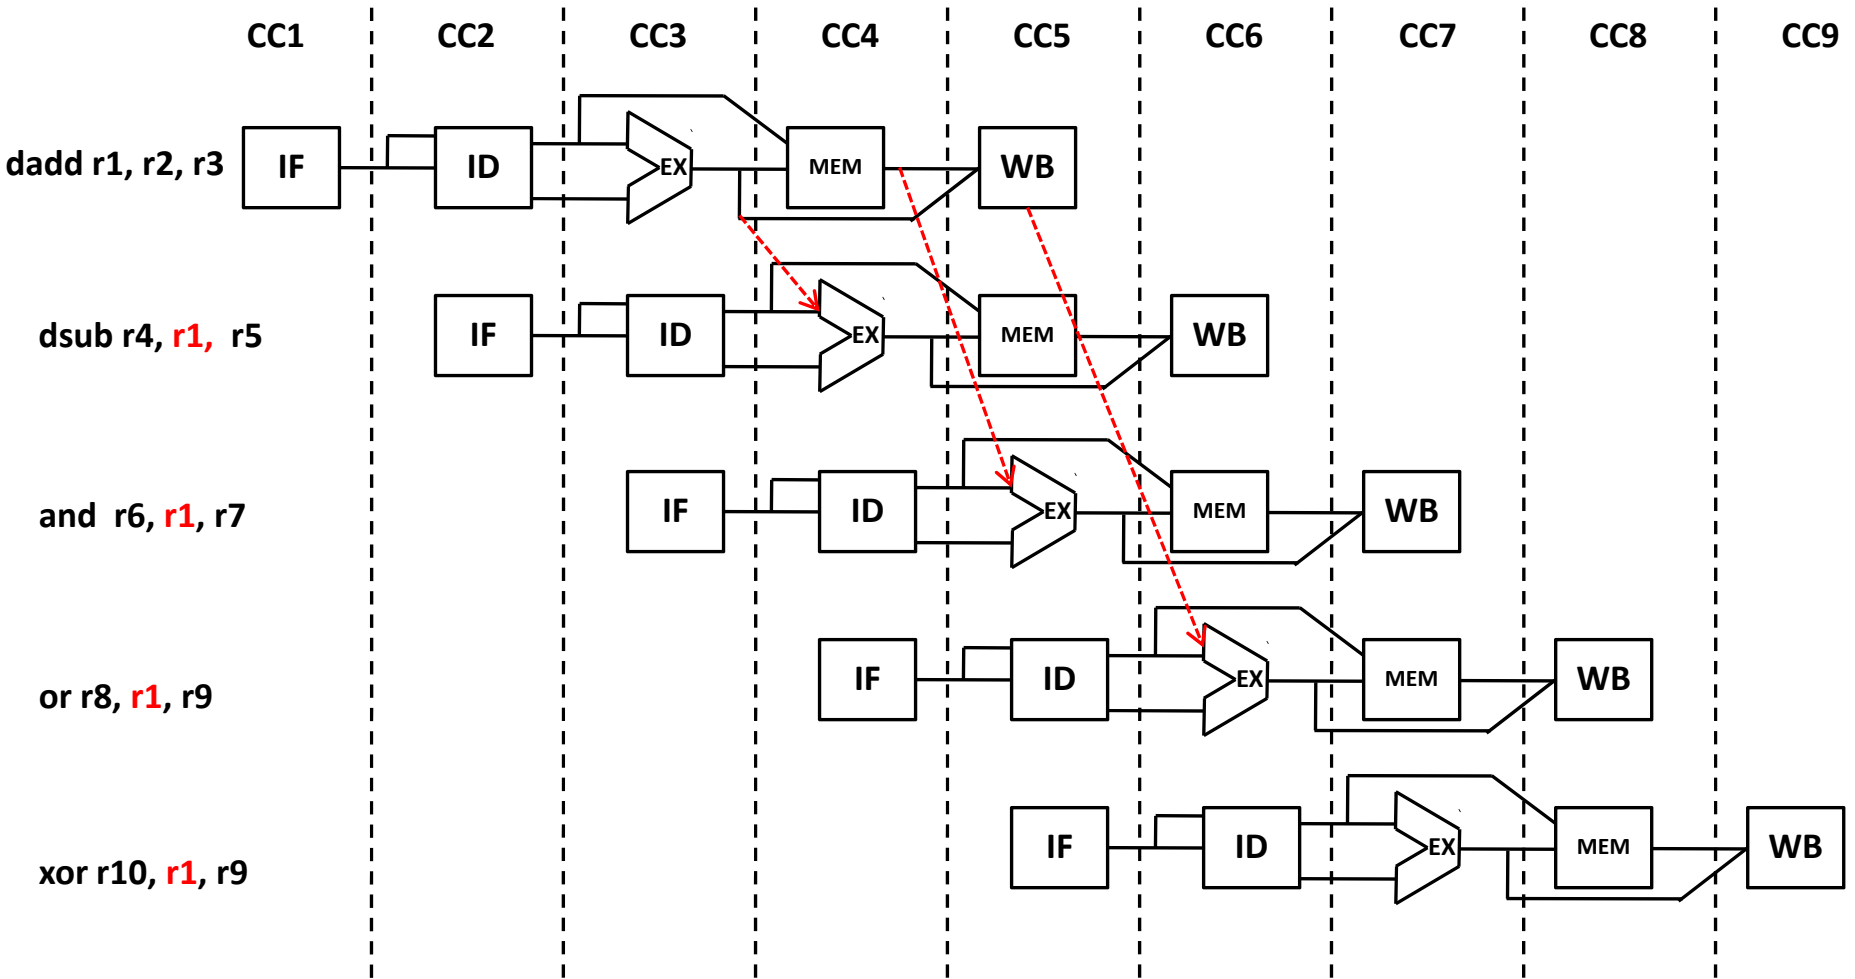 CC1 CC2 CC3 CC4 CC5 CC6 CC7 CC8 CC9
dadd r1, r2, r3 IF ID EX MEM WB
dsub r4, r1, r5 IF ID EX MEM WB
and r6, r1, r7 IF ID EX MEM WB
or r8, r1, r9 IF ID EX MEM WB
xor r10, r1, r9 IF ID EX MEM WB